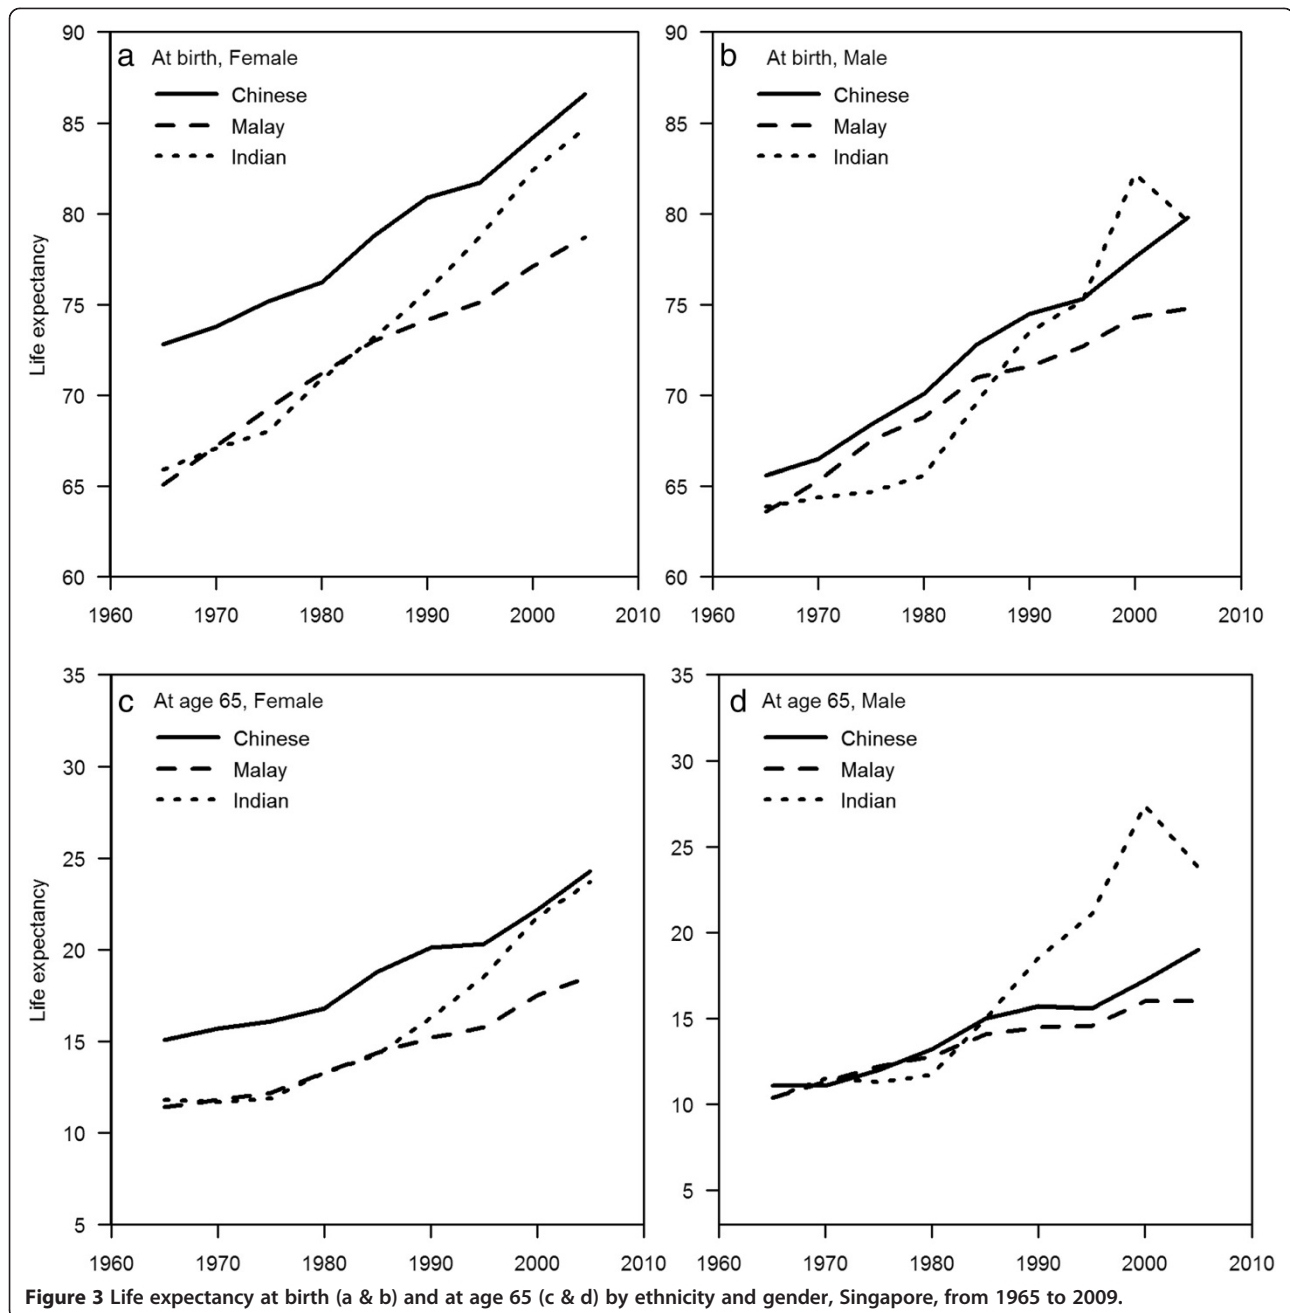 a At birth, Female
Chinese
Malay
Indian
Life expectancy
90
85
80
75
70
65
60
1960 1970 1980 1990 2000 2010
b At birth, Male
Chinese
Malay
Indian
90
85
80
75
70
65
60
1960 1970 1980 1990 2000 2010
c At age 65, Female
Chinese
Malay
Indian
Life expectancy
35
30
25
20
15
10
5
1960 1970 1980 1990 2000 2010
d At age 65, Male
Chinese
Malay
Indian
35
30
25
20
15
10
5
1960 1970 1980 1990 2000 2010
Figure 3 Life expectancy at birth (a & b) and at age 65 (c & d) by ethnicity and gender, Singapore, from 1965 to 2009.